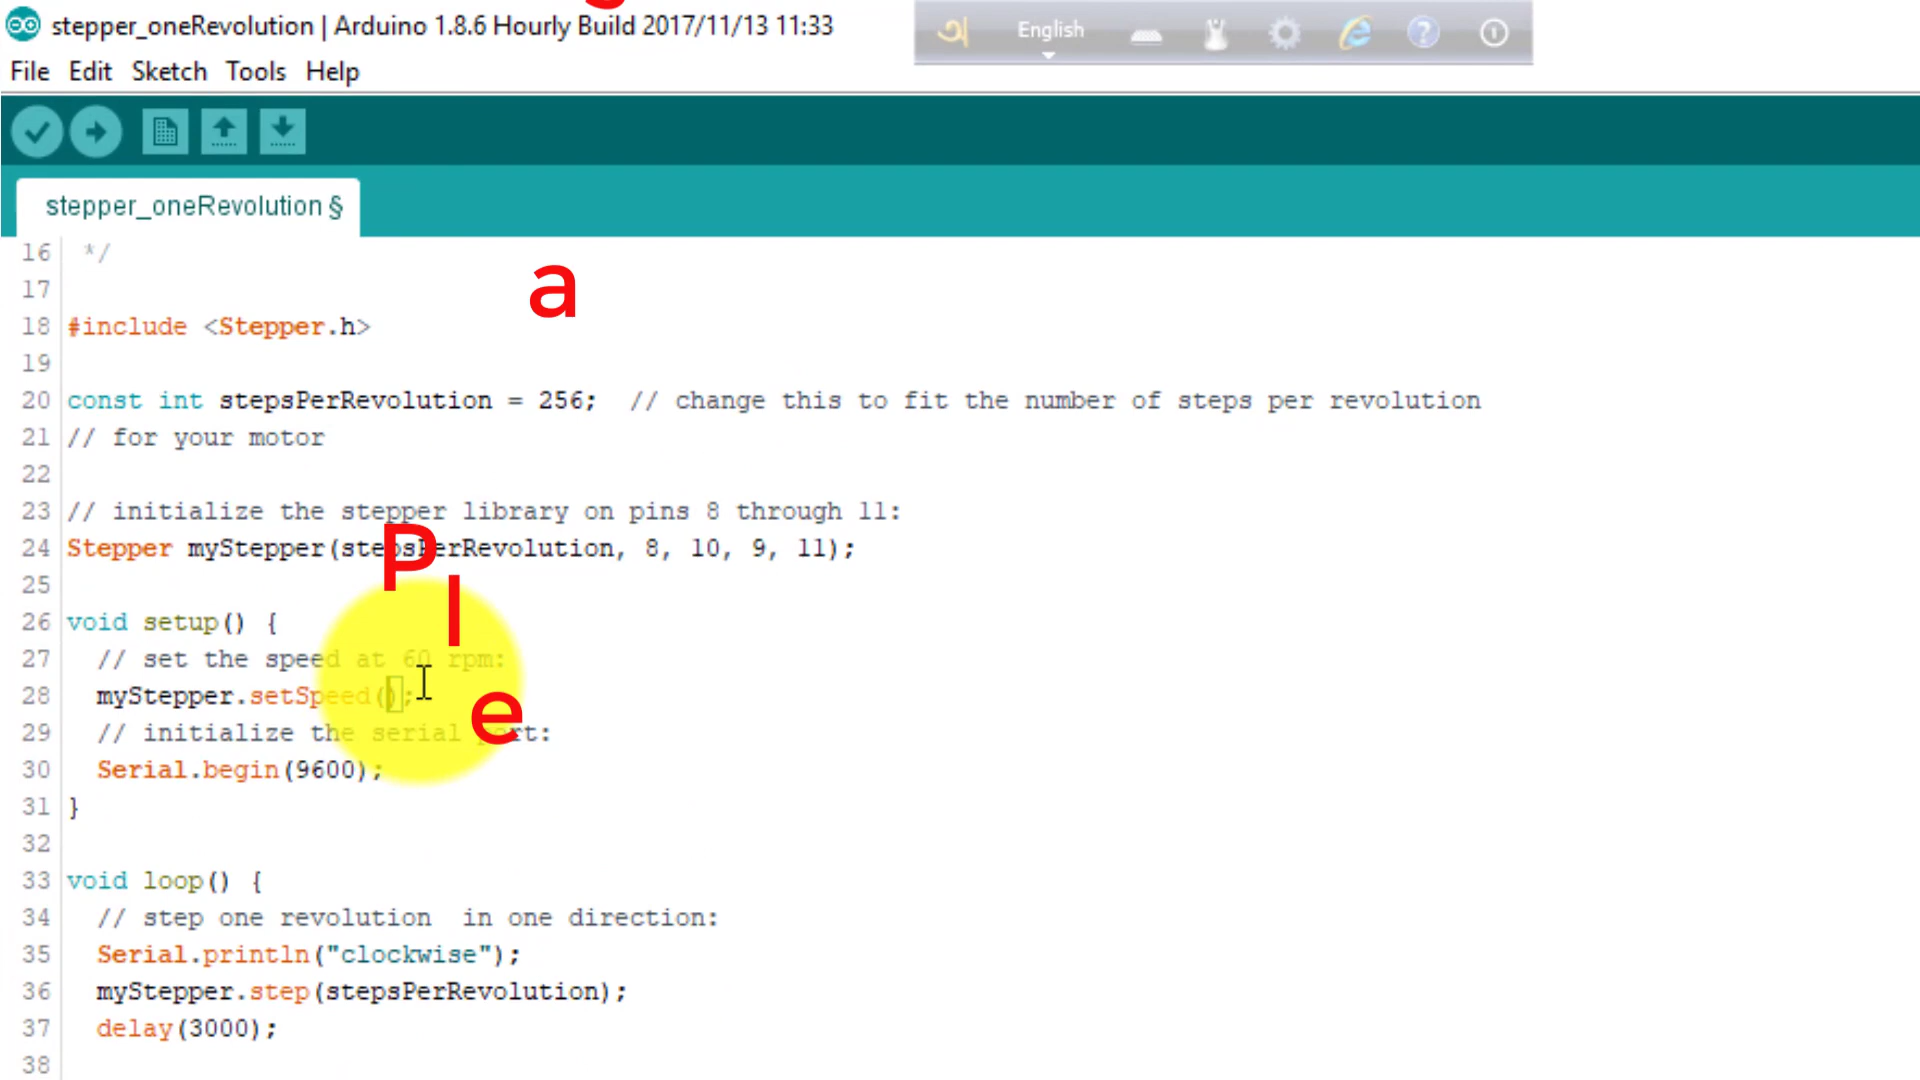 stepper_oneRevolution | Arduino 1.8.6 Hourly Build 2017/11/13 11:33
অ English
File Edit Sketch Tools Help
stepper_oneRevolution §
16 */
a
17
18 #include <Stepper.h>
19
20 const int stepsPerRevolution = 256; // change this to fit the number of steps per revolution
21 // for your motor
22
23 // initialize the stepper library on pins 8 through 11:
24 Stepper myStepper(stepsPerRevolution, 8, 10, 9, 11);
P
25
l
26 void setup() {
27 // set the speed at 60 rpm:
28 myStepper.setSpeed();
e
29 // initialize the serial port:
30 Serial.begin(9600);
31 }
32
33 void loop() {
34 // step one revolution in one direction:
35 Serial.println("clockwise");
36 myStepper.step(stepsPerRevolution);
37 delay(3000);
38